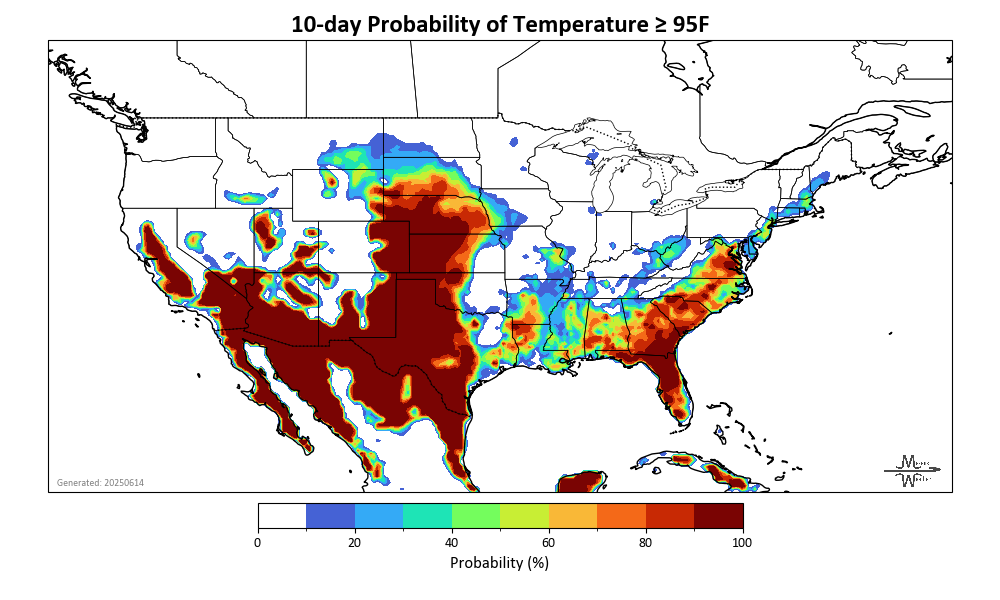 10-day Probability of Temperature ≥ 95F
Generated: 20250614
0 20 40 60 80 100
Probability (%)